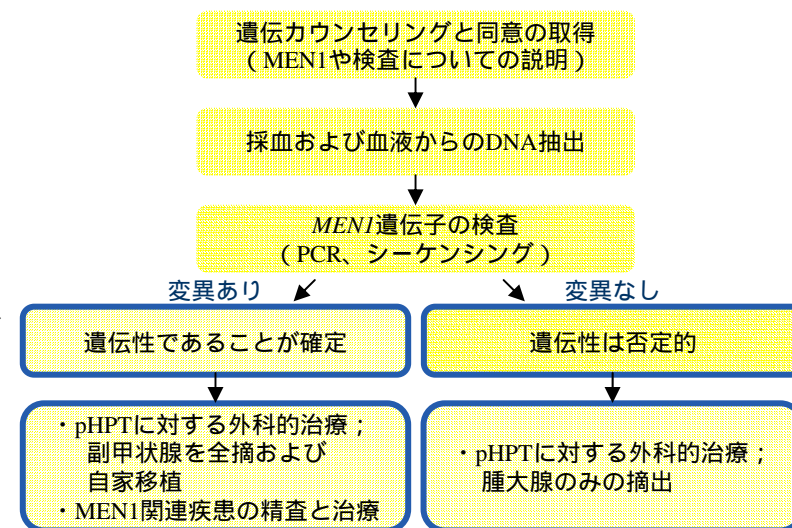 遺伝カウンセリングと同意の取得
（MEN1や検査についての説明）
採血および血液からのDNA抽出
MEN1遺伝子の検査
（PCR、シーケンシング）
変異あり
変異なし
遺伝性であることが確定
遺伝性は否定的
・pHPTに対する外科的治療；
副甲状腺を全摘および
自家移植
・MEN1関連疾患の精査と治療
・pHPTに対する外科的治療；
腫大腺のみの摘出